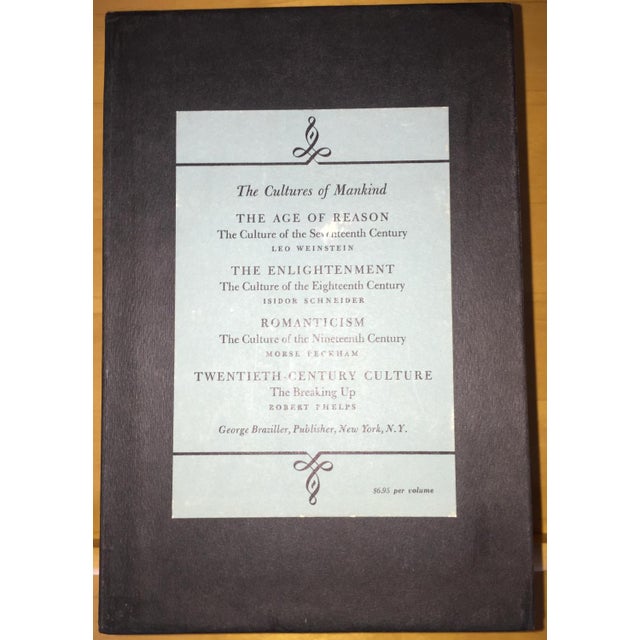 The Cultures of Mankind
THE AGE OF REASON
The Culture of the Seventeenth Century
LEO WEINSTEIN
THE ENLIGHTENMENT
The Culture of the Eighteenth Century
ISIDOR SCHNEIDER
ROMANTICISM
The Culture of the Nineteenth Century
MORSE PECKHAM
TWENTIETH-CENTURY CULTURE
The Breaking Up
ROBERT PHELPS
George Braziller, Publisher, New York, N.Y.
$6.95 per volume